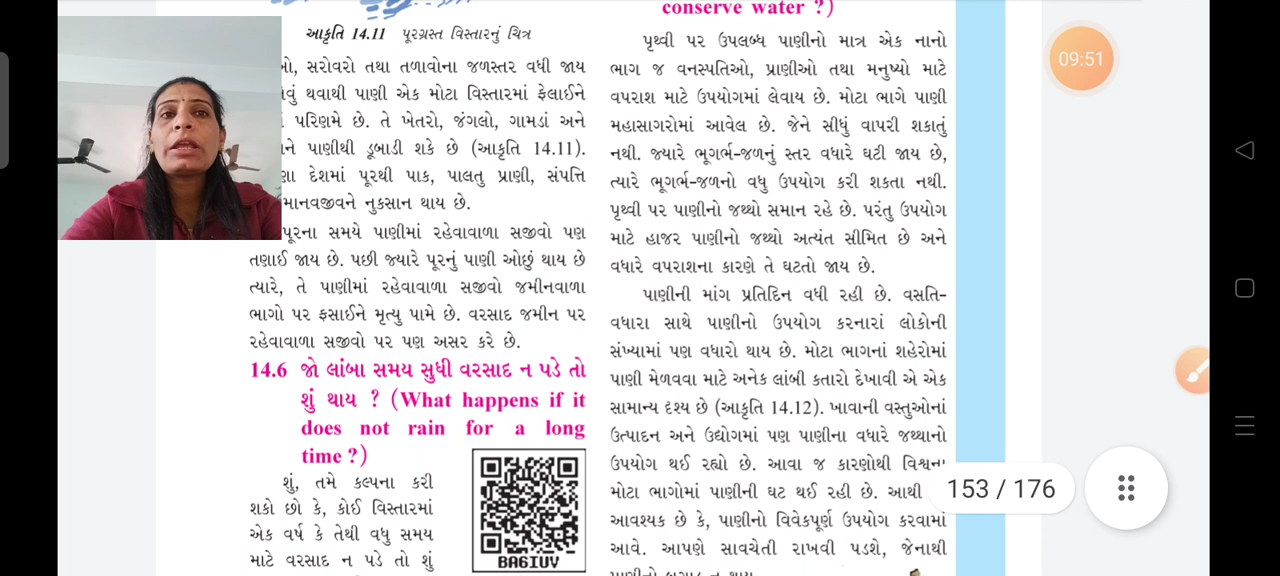 આકૃતિ 14.11 પૂરગ્રસ્ત વિસ્તારનું ચિત્ર
સરોવરો તથા તળાવોના જળસ્તર વધી જાય
થવાથી પાણી એક મોટા વિસ્તારમાં ફેલાઈને
પરિણમે છે. તે ખેતરો, જંગલો, ગામડાં અને
પાણીથી ડૂબાડી શકે છે (આકૃતિ 14.11).
દેશમાં પૂરથી પાક, પાલતુ પ્રાણી, સંપત્તિ
માનવજીવને નુકસાન થાય છે.
પૂરના સમયે પાણીમાં રહેવાવાળા સજીવો પણ
તણાઈ જાય છે. પછી જ્યારે પૂરનું પાણી ઓછું થાય છે
ત્યારે, તે પાણીમાં રહેવાવાળા સજીવો જમીનવાળા
ભાગો પર ફસાઈને મૃત્યુ પામે છે. વરસાદ જમીન પર
રહેવાવાળા સજીવો પર પણ અસર કરે છે.
14.6 જો લાંબા સમય સુધી વરસાદ ન પડે તો
શું થાય ? (What happens if it
does not rain for a long
time ?)
શું, તમે કલ્પના કરી
શકો છો કે, કોઈ વિસ્તારમાં
એક વર્ષ કે તેથી વધુ સમય
માટે વરસાદ ન પડે તો શું
BA6IUV
conserve water ?)
પૃથ્વી પર ઉપલબ્ધ પાણીનો માત્ર એક નાનો
ભાગ જ વનસ્પતિઓ, પ્રાણીઓ તથા મનુષ્યો માટે
વપરાશ માટે ઉપયોગમાં લેવાય છે. મોટા ભાગે પાણી
મહાસાગરોમાં આવેલ છે. જેને સીધું વાપરી શકાતું
નથી. જ્યારે ભૂગર્ભ-જળનું સ્તર વધારે ઘટી જાય છે,
ત્યારે ભૂગર્ભ-જળનો વધુ ઉપયોગ કરી શકતા નથી.
પૃથ્વી પર પાણીનો જથ્થો સમાન રહે છે. પરંતુ ઉપયોગ
માટે હાજર પાણીનો જથ્થો અત્યંત સીમિત છે અને
વધારે વપરાશના કારણે તે ઘટતો જાય છે.
પાણીની માંગ પ્રતિદિન વધી રહી છે. વસતિ-
વધારા સાથે પાણીનો ઉપયોગ કરનારાં લોકોની
સંખ્યામાં પણ વધારો થાય છે. મોટા ભાગનાં શહેરોમાં
પાણી મેળવવા માટે અનેક લાંબી કતારો દેખાવી એ એક
સામાન્ય દૃશ્ય છે (આકૃતિ 14.12). ખાવાની વસ્તુઓનાં
ઉત્પાદન અને ઉદ્યોગમાં પણ પાણીના વધારે જથ્થાનો
ઉપયોગ થઈ રહ્યો છે. આવા જ કારણોથી વિશ્વના
મોટા ભાગોમાં પાણીની ઘટ થઈ રહી છે. આથી
આવશ્યક છે કે, પાણીનો વિવેકપૂર્ણ ઉપયોગ કરવામાં
આવે. આપણે સાવચેતી રાખવી પડશે, જેનાથી
09:51
153 / 176